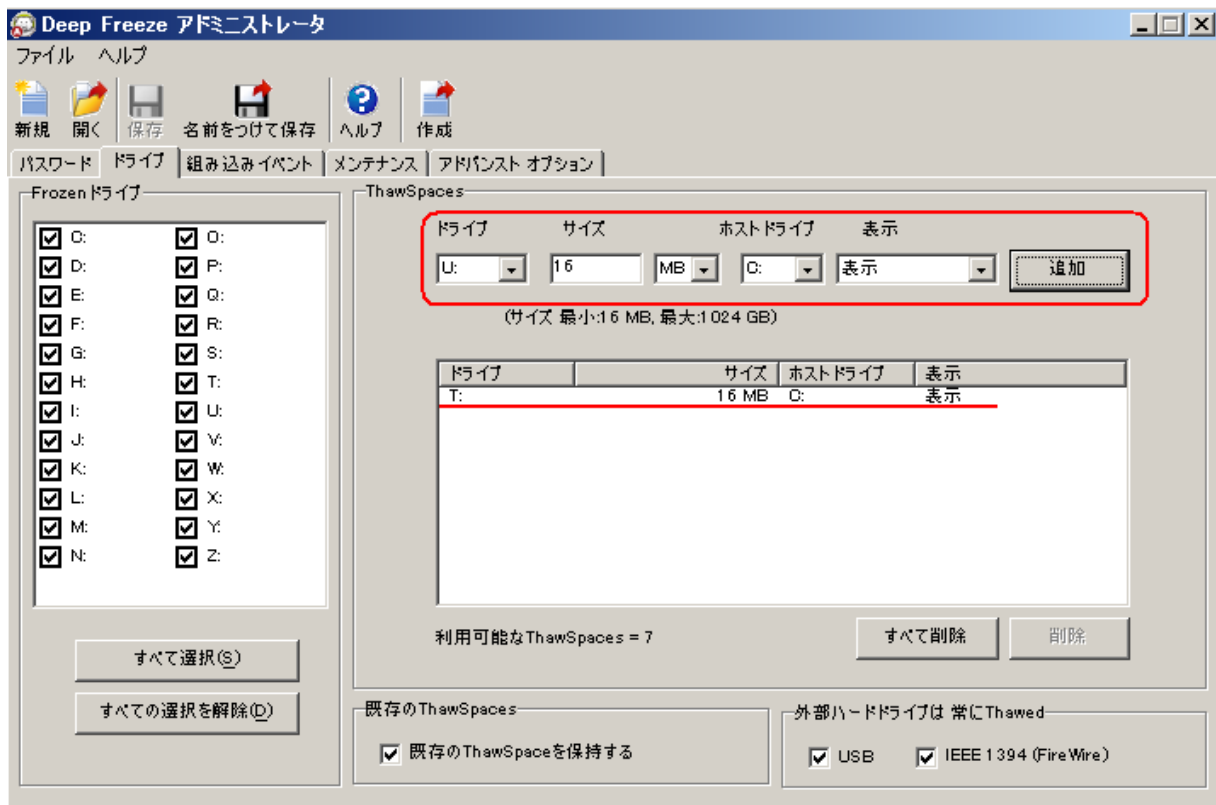 Deep Freeze アドミニストレータ
ファイル ヘルプ
新規 開く 保存 名前をつけて保存 ヘルプ 作成
パスワード ドライブ 組み込みイベント メンテナンス アドバンスト オプション
Frozenドライブ
C: O:
D: P:
E: Q:
F: R:
G: S:
H: T:
I: U:
J: V:
K: W:
L: X:
M: Y:
N: Z:
すべて選択(S)
すべての選択を解除(D)
ThawSpaces
ドライブ サイズ ホストドライブ 表示
U: 16 MB C: 表示 追加
(サイズ 最小:16 MB, 最大:1024 GB)
ドライブ サイズ ホストドライブ 表示
T: 16 MB C: 表示
利用可能なThawSpaces = 7
すべて削除 削除
既存のThawSpaces
既存のThawSpaceを保持する
外部ハードドライブは 常にThawed
USB IEEE 1394 (FireWire)